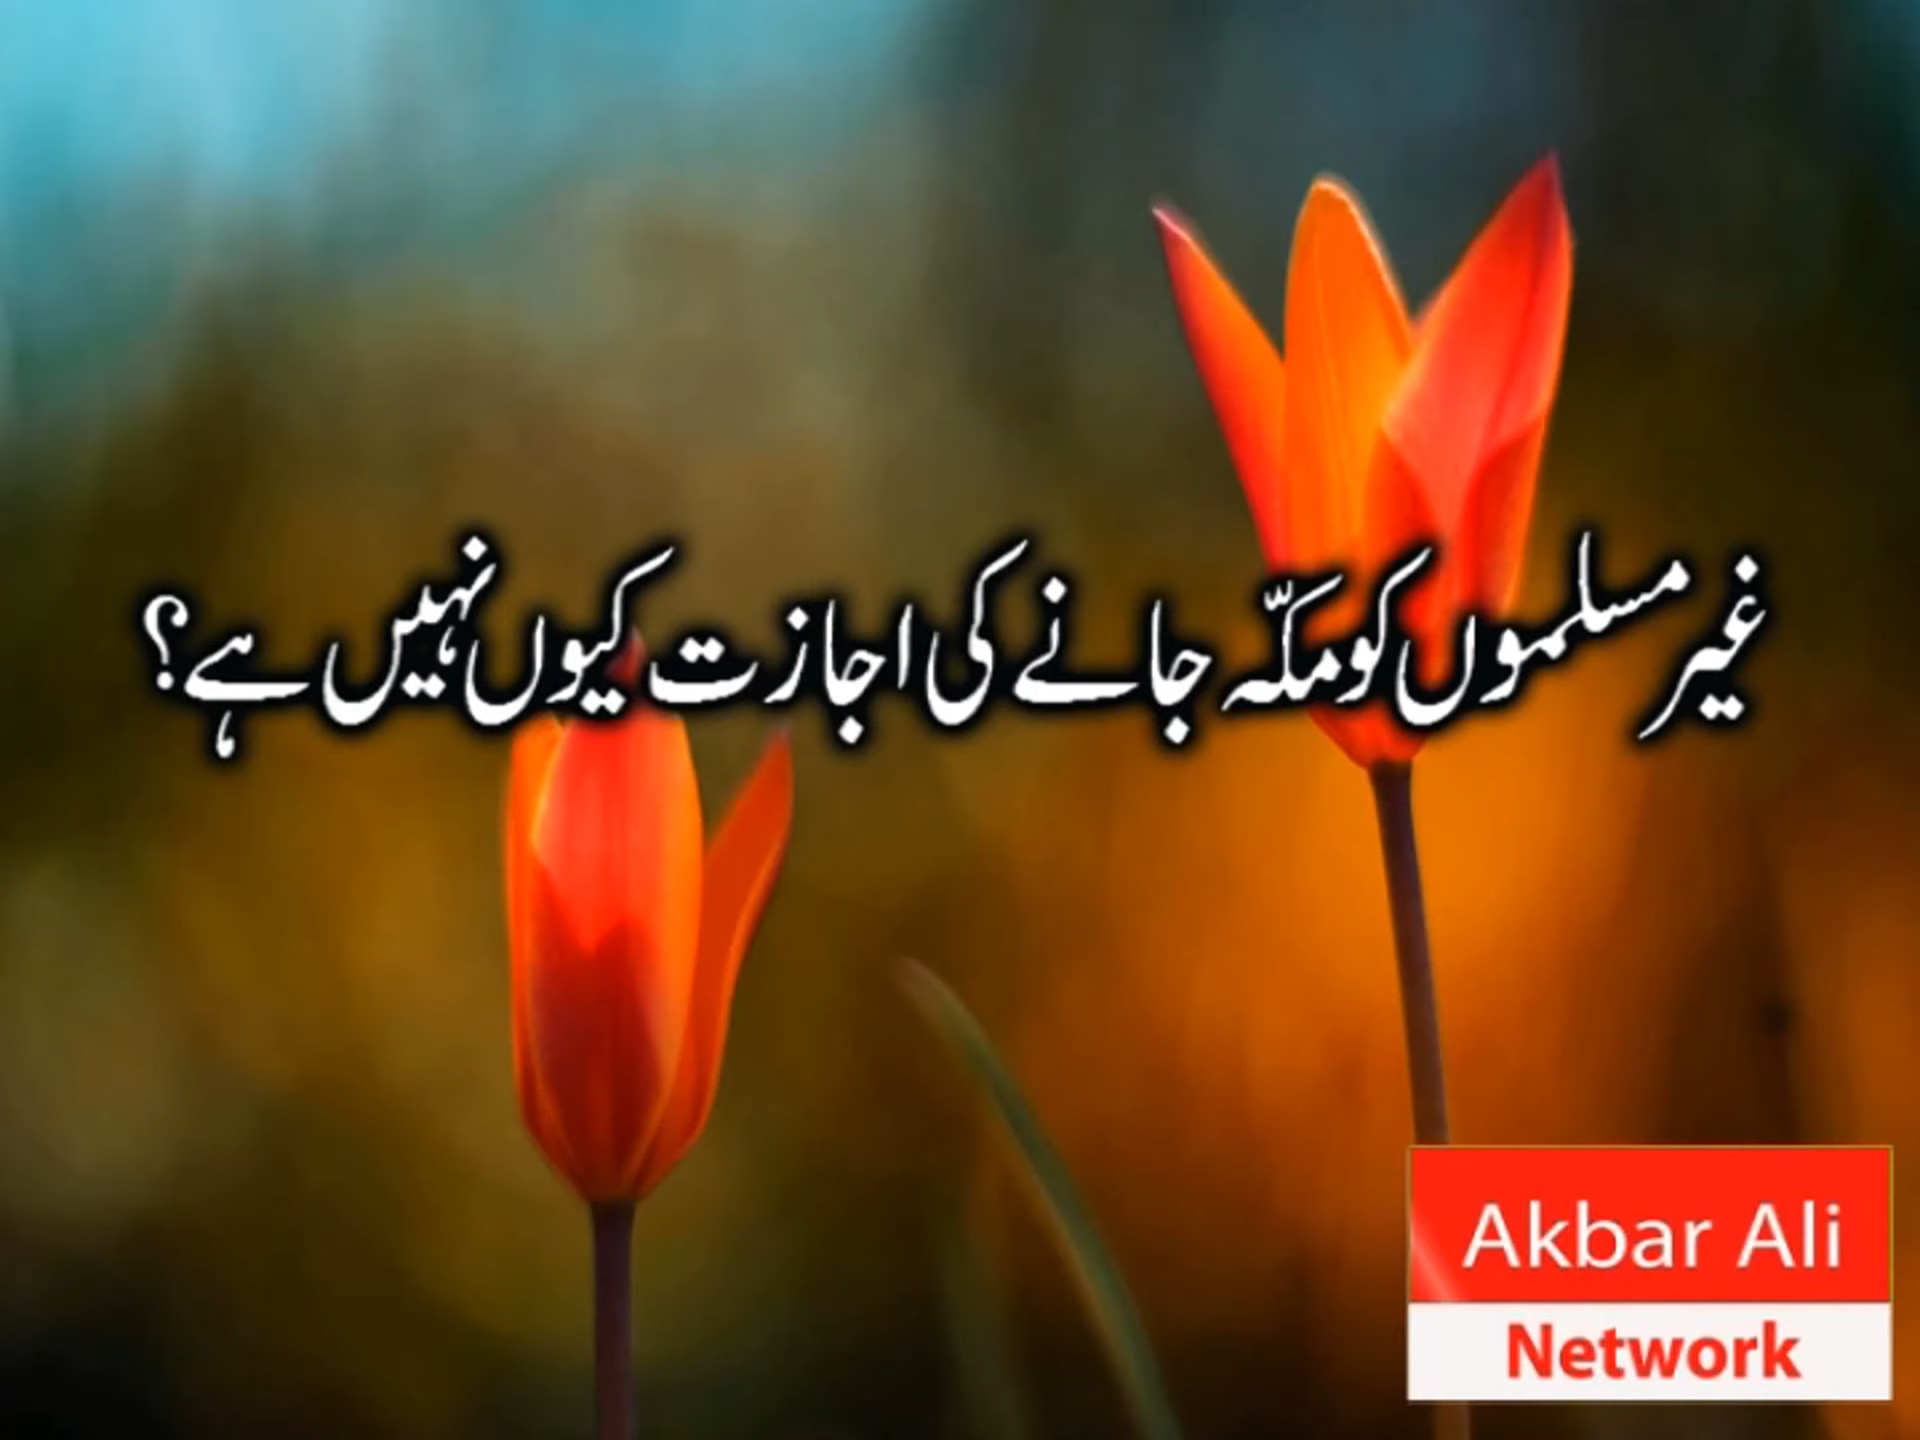 غیر مسلموں کو مکّہ جانے کی اجازت کیوں نہیں ہے؟
Akbar Ali
Network